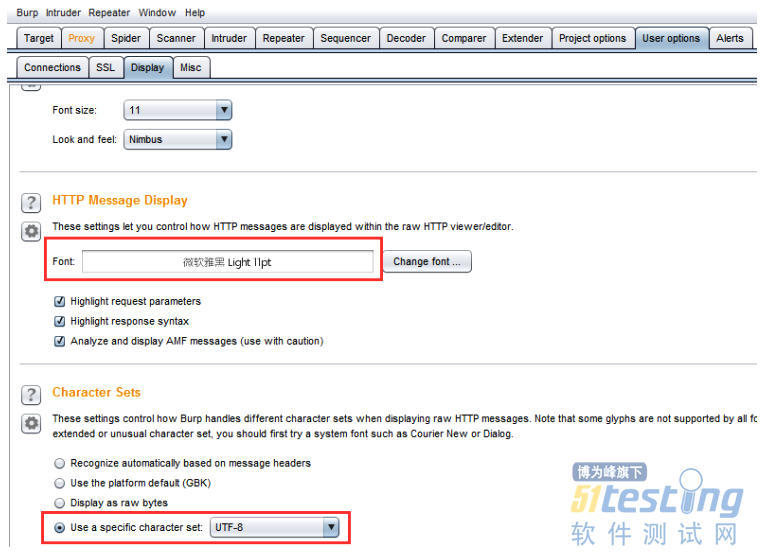 Burp Intruder Repeater Window Help
Target Proxy Spider Scanner Intruder Repeater Sequencer Decoder Comparer Extender Project options User options Alerts
Connections SSL Display Misc
Font size: 11
Look and feel: Nimbus
? HTTP Message Display
These settings let you control how HTTP messages are displayed within the raw HTTP viewer/editor.
Font: 微软雅黑 Light 11pt Change font ...
Highlight request parameters
Highlight response syntax
Analyze and display AMF messages (use with caution)
? Character Sets
These settings control how Burp handles different character sets when displaying raw HTTP messages. Note that some glyphs are not supported by all fo
extended or unusual character set, you should first try a system font such as Courier New or Dialog.
Recognize automatically based on message headers
Use the platform default (GBK)
Display as raw bytes
Use a specific character set: UTF-8
博为峰旗下
51testing
软件测试网